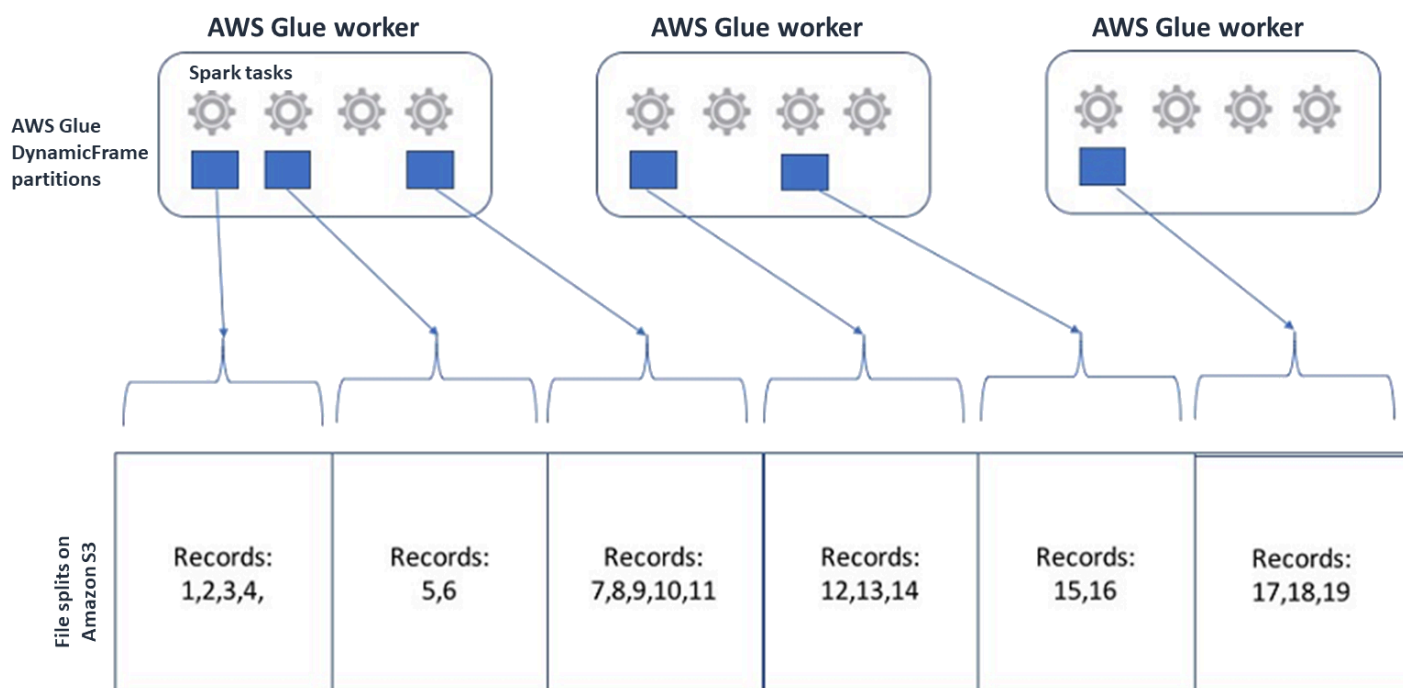 AWS Glue worker
AWS Glue worker
AWS Glue worker
Spark tasks
AWS Glue
DynamicFrame
partitions
File splits on
Amazon S3
Records:
1,2,3,4,
Records:
5,6
Records:
7,8,9,10,11
Records:
12,13,14
Records:
15,16
Records:
17,18,19